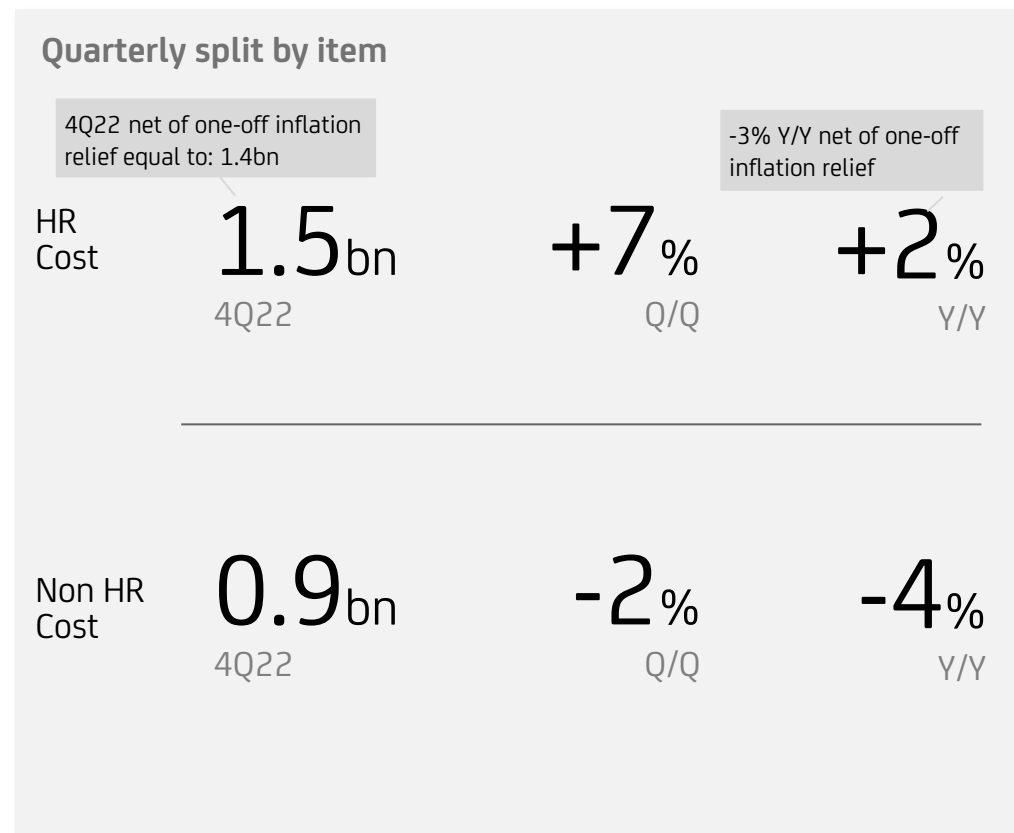 Quarterly split by item
4Q22 net of one-off inflation
relief equal to: 1.4bn
-3% Y/Y net of one-off
inflation relief
HR
Cost
1.5bn
4Q22
+7%
Q/Q
+2%
Y/Y
Non HR
Cost
0.9bn
4Q22
-2%
Q/Q
-4%
Y/Y